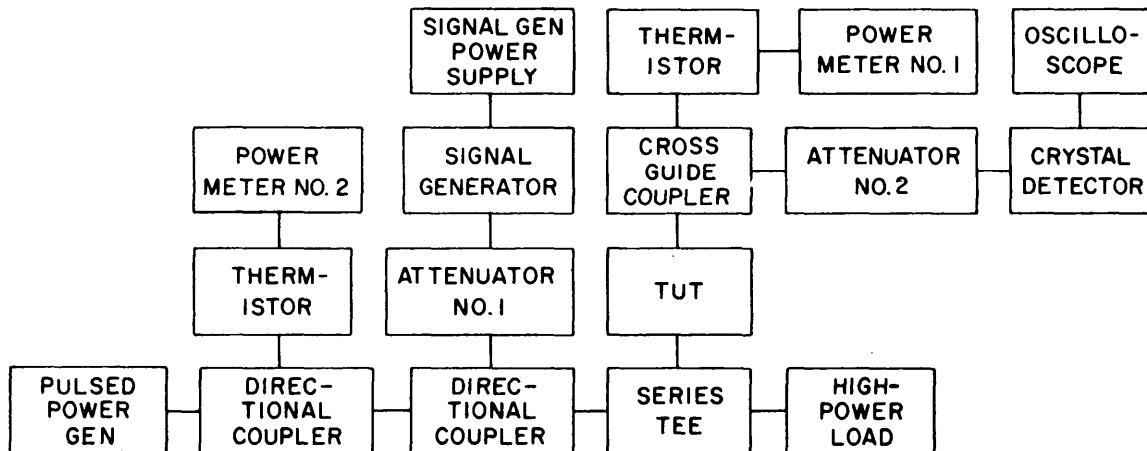 SIGNAL GEN
POWER
SUPPLY
THERM-
ISTOR
POWER
METER NO. 1
OSCILLO-
SCOPE
POWER
METER NO. 2
SIGNAL
GENERATOR
CROSS
GUIDE
COUPLER
ATTENUATOR
NO. 2
CRYSTAL
DETECTOR
THERM-
ISTOR
ATTENUATOR
NO. 1
TUT
PULSED
POWER
GEN
DIREC-
TIONAL
COUPLER
DIREC-
TIONAL
COUPLER
SERIES
TEE
HIGH-
POWER
LOAD